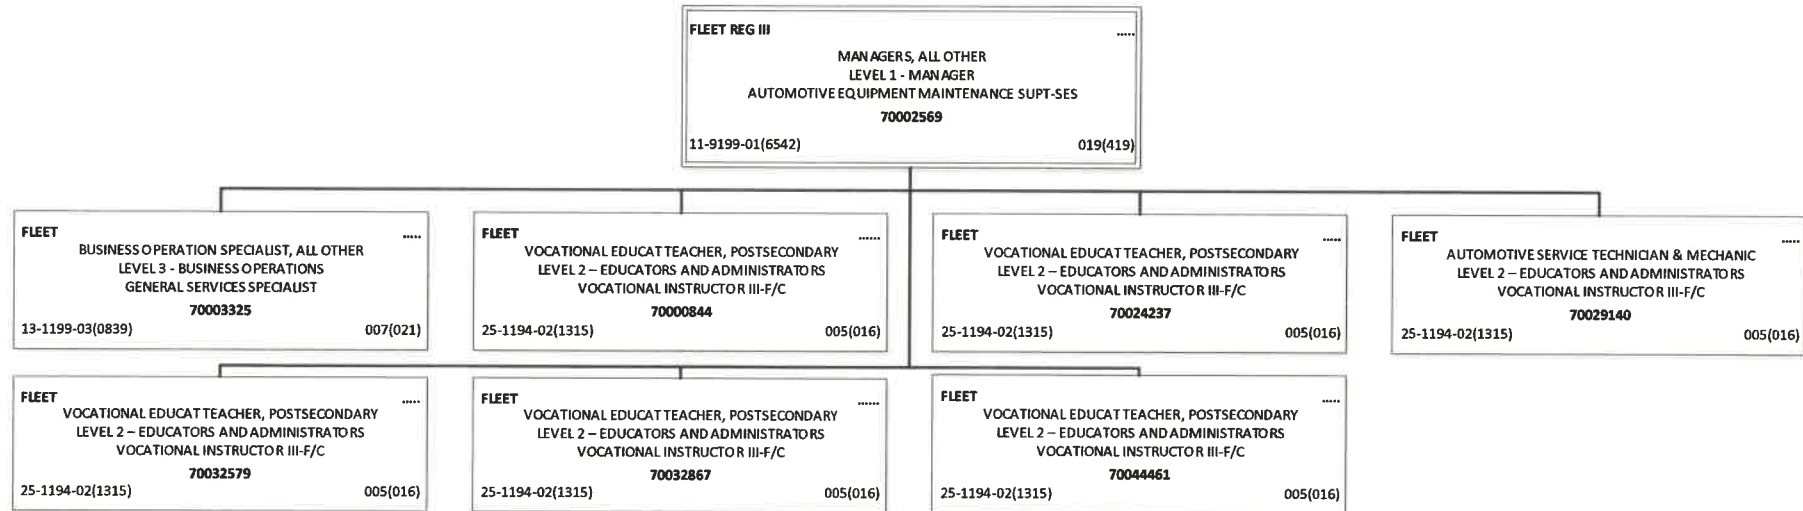 FLEET REG III .....
MANAGERS, ALL OTHER
LEVEL 1 - MANAGER
AUTOMOTIVE EQUIPMENT MAINTENANCE SUPT-SES
70002569
11-9199-01(6542) 019(419)
FLEET .....
BUSINESS OPERATION SPECIALIST, ALL OTHER
LEVEL 3 - BUSINESS OPERATIONS
GENERAL SERVICES SPECIALIST
70003325
13-1199-03(0839) 007(021)
FLEET ......
VOCATIONAL EDUCAT TEACHER, POSTSECONDARY
LEVEL 2 – EDUCATORS AND ADMINISTRATORS
VOCATIONAL INSTRUCTOR III-F/C
70000844
25-1194-02(1315) 005(016)
FLEET .....
VOCATIONAL EDUCAT TEACHER, POSTSECONDARY
LEVEL 2 – EDUCATORS AND ADMINISTRATORS
VOCATIONAL INSTRUCTOR III-F/C
70024237
25-1194-02(1315) 005(016)
FLEET .....
AUTOMOTIVE SERVICE TECHNICIAN & MECHANIC
LEVEL 2 – EDUCATORS AND ADMINISTRATORS
VOCATIONAL INSTRUCTOR III-F/C
70029140
25-1194-02(1315) 005(016)
FLEET .....
VOCATIONAL EDUCAT TEACHER, POSTSECONDARY
LEVEL 2 – EDUCATORS AND ADMINISTRATORS
VOCATIONAL INSTRUCTOR III-F/C
70032579
25-1194-02(1315) 005(016)
FLEET ......
VOCATIONAL EDUCAT TEACHER, POSTSECONDARY
LEVEL 2 – EDUCATORS AND ADMINISTRATORS
VOCATIONAL INSTRUCTOR III-F/C
70032867
25-1194-02(1315) 005(016)
FLEET .....
VOCATIONAL EDUCAT TEACHER, POSTSECONDARY
LEVEL 2 – EDUCATORS AND ADMINISTRATORS
VOCATIONAL INSTRUCTOR III-F/C
70044461
25-1194-02(1315) 005(016)